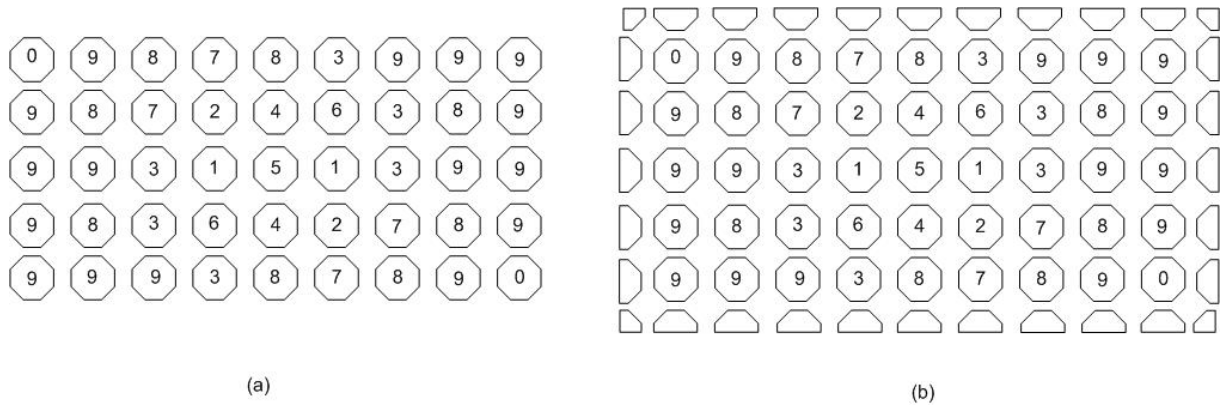 0 9 8 7 8 3 9 9 9 0 9 8 7 8 3 9 9 9
9 8 7 2 4 6 3 8 9 9 8 7 2 4 6 3 8 9
9 9 3 1 5 1 3 9 9 9 9 3 1 5 1 3 9 9
9 8 3 6 4 2 7 8 9 9 8 3 6 4 2 7 8 9
9 9 9 3 8 7 8 9 0 9 9 9 3 8 7 8 9 0
(a) (b)